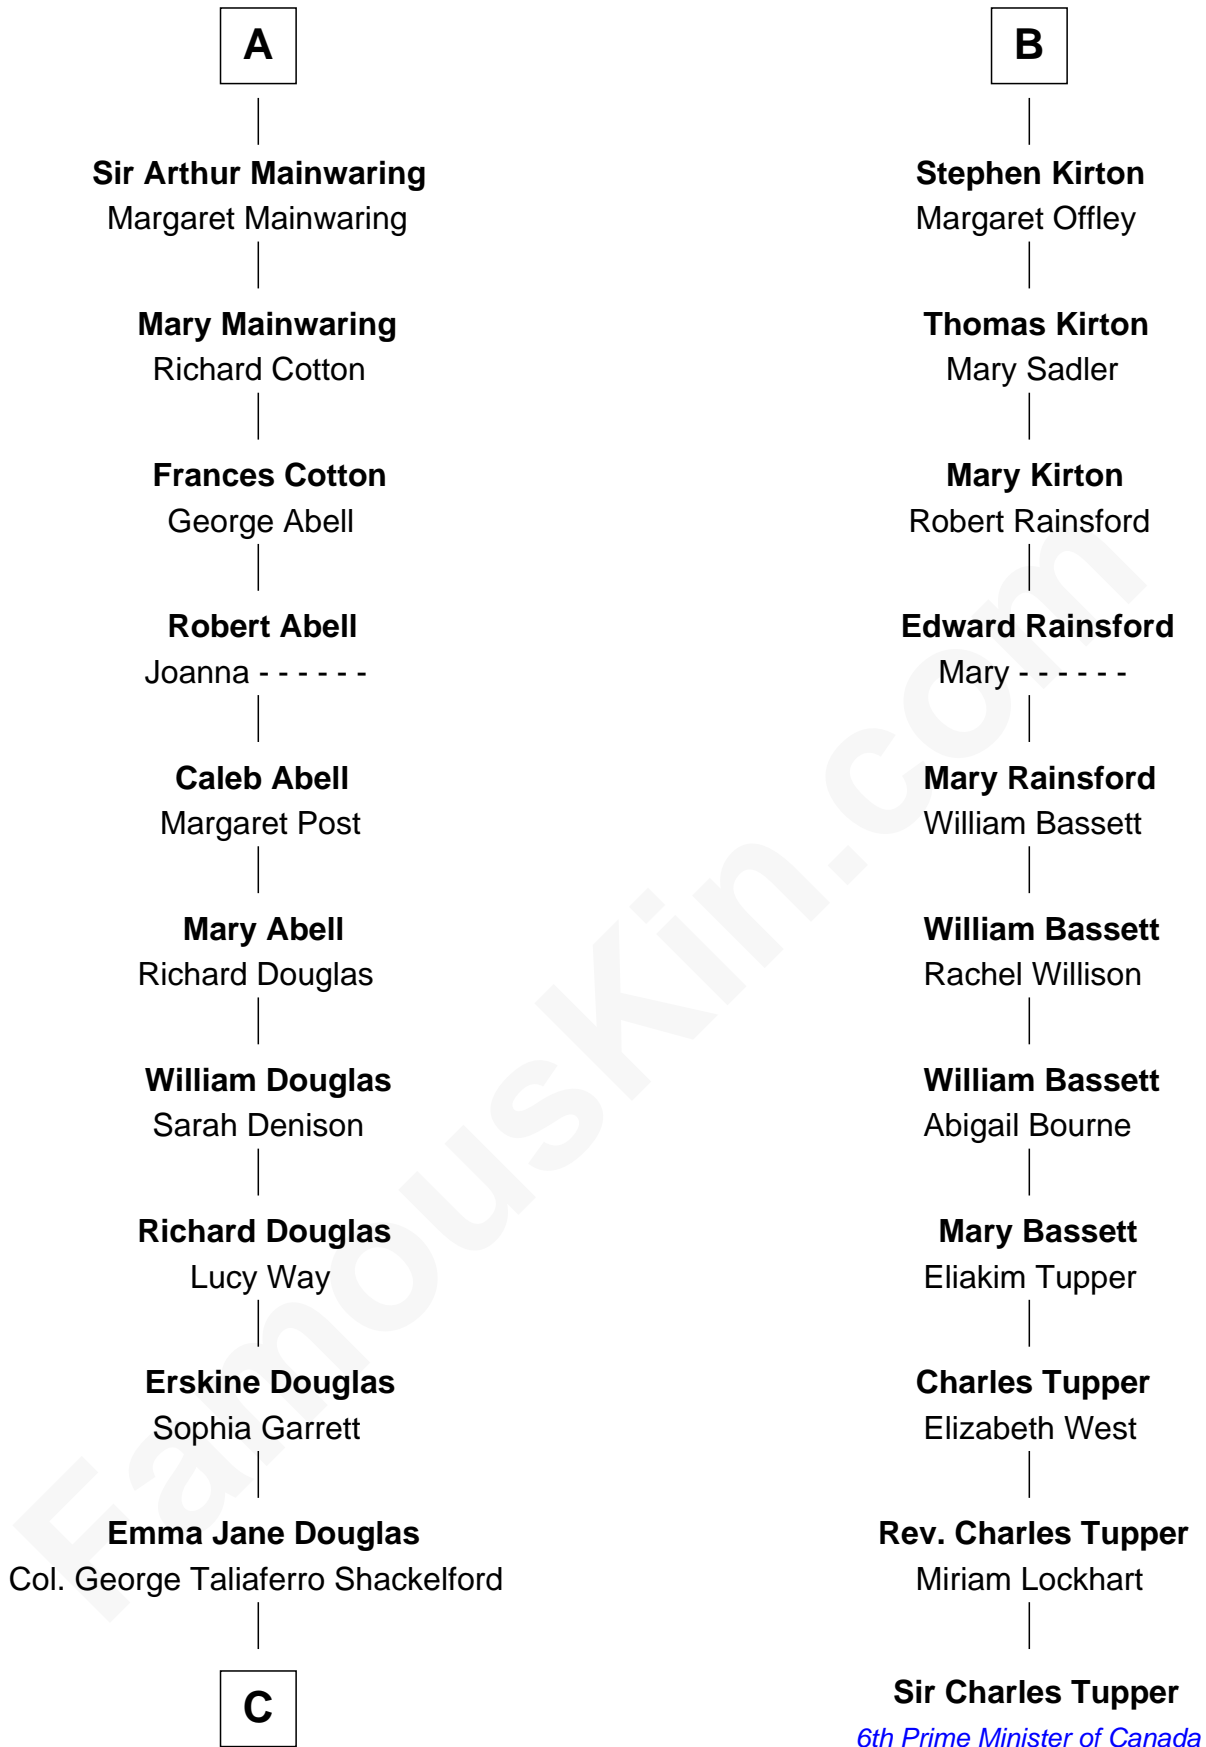 A
Sir Arthur Mainwaring
Margaret Mainwaring
Mary Mainwaring
Richard Cotton
Frances Cotton
George Abell
Robert Abell
Joanna - - - - - -
Caleb Abell
Margaret Post
Mary Abell
Richard Douglas
William Douglas
Sarah Denison
Richard Douglas
Lucy Way
Erskine Douglas
Sophia Garrett
Emma Jane Douglas
Col. George Taliaferro Shackelford
C
B
Stephen Kirton
Margaret Offley
Thomas Kirton
Mary Sadler
Mary Kirton
Robert Rainsford
Edward Rainsford
Mary - - - - - -
Mary Rainsford
William Bassett
William Bassett
Rachel Willison
William Bassett
Abigail Bourne
Mary Bassett
Eliakim Tupper
Charles Tupper
Elizabeth West
Rev. Charles Tupper
Miriam Lockhart
Sir Charles Tupper
6th Prime Minister of Canada
FamousKin.com